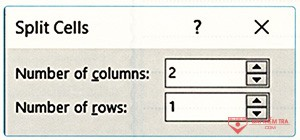 Split Cells ? ×
Number of columns: 2
Number of rows: 1